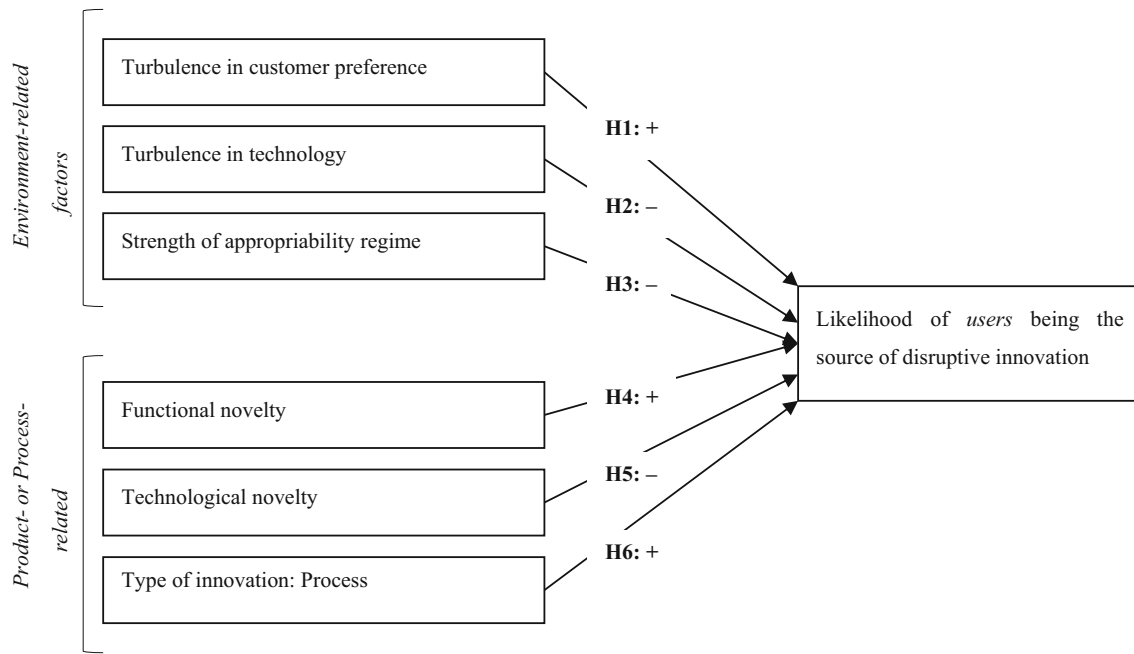 Environment-related
factors
Turbulence in customer preference
Turbulence in technology
Strength of appropriability regime
H1: +
H2: –
H3: –
Product- or Process-
related
Functional novelty
Technological novelty
Type of innovation: Process
H4: +
H5: –
H6: +
Likelihood of users being the
source of disruptive innovation